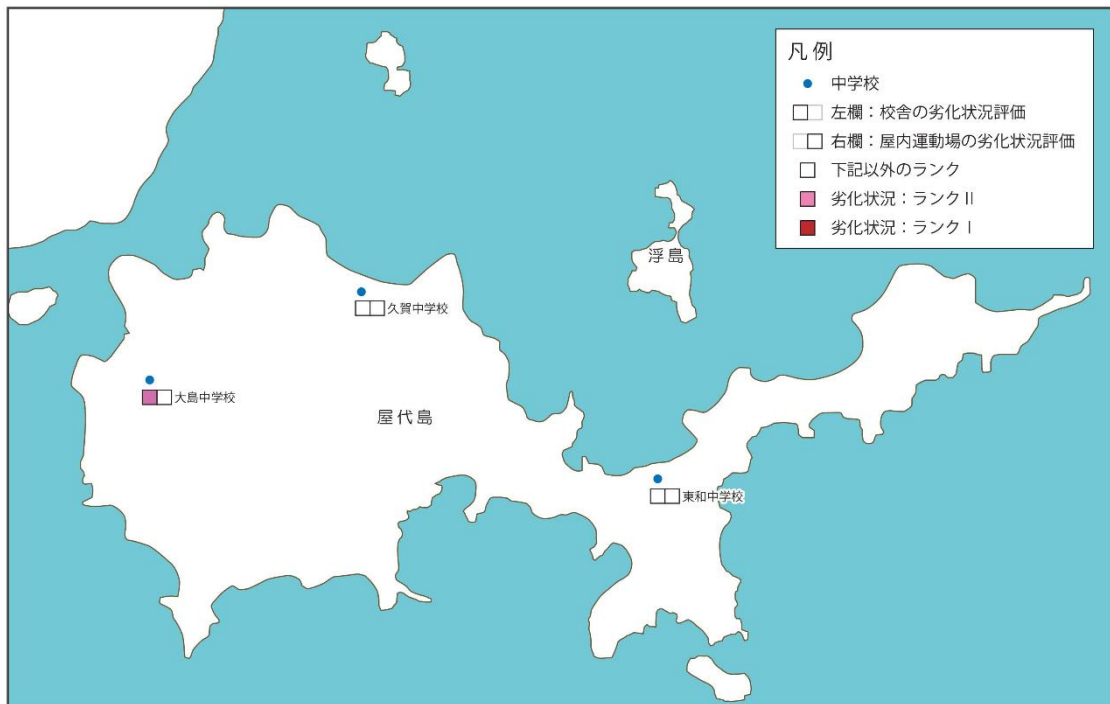 凡例
中学校
左欄：校舎の劣化状況評価
右欄：屋内運動場の劣化状況評価
下記以外のランク
劣化状況：ランクⅡ
劣化状況：ランクⅠ
浮島
久賀中学校
大島中学校
屋代島
東和中学校